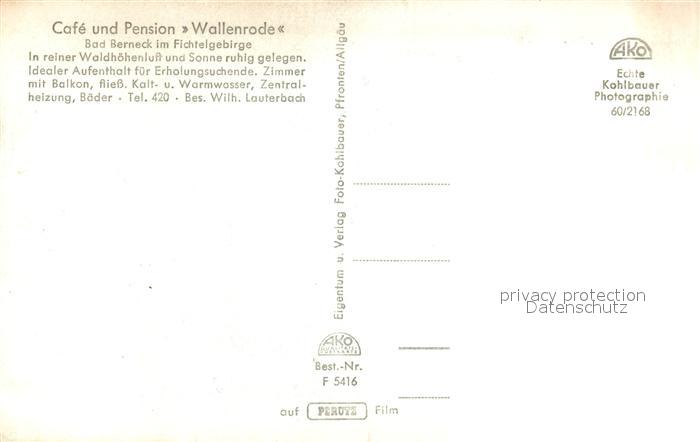 Café und Pension »Wallenrode«
Bad Berneck im Fichtelgebirge
In reiner Waldhöhenluft und Sonne ruhig gelegen.
Idealer Aufenthalt für Erholungsuchende. Zimmer
mit Balkon, fließ. Kalt- u. Warmwasser, Zentral-
heizung, Bäder · Tel. 420 · Bes. Wilh. Lauterbach
Eigentum u. Verlag Foto-Kohlbauer, Pfronten/Allgäu
AKO
Echte
Kohlbauer
Photographie
60/2168
privacy protection
Datenschutz
AKO
QUALITÄTS-
POSTKARTE
Best.-Nr.
F 5416
auf PERUTZ Film